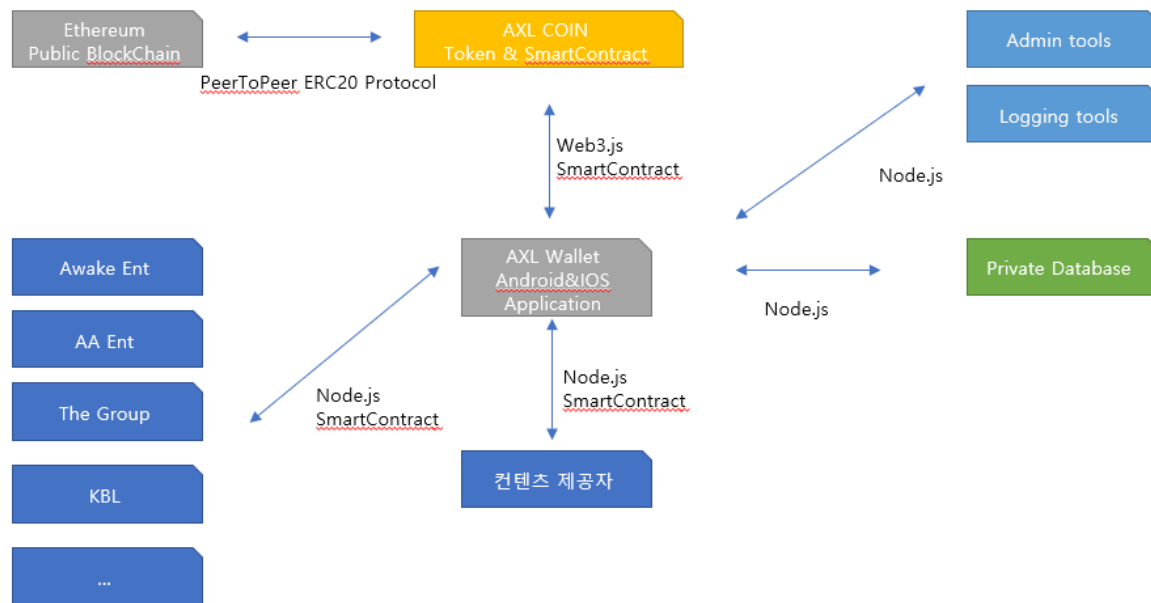 Ethereum
Public BlockChain
AXL COIN
Token & SmartContract
PeerToPeer ERC20 Protocol
Admin tools
Logging tools
Web3.js
SmartContract
Node.js
Awake Ent
AA Ent
The Group
KBL
...
AXL Wallet
Android&IOS
Application
Private Database
Node.js
Node.js
SmartContract
Node.js
SmartContract
컨텐츠 제공자